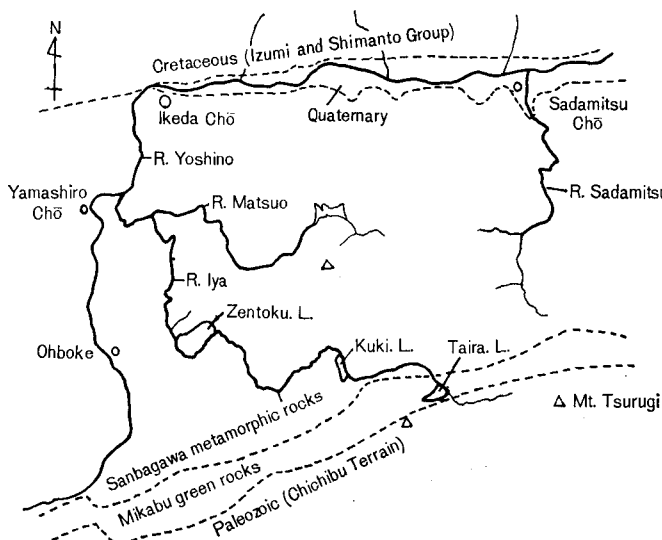 N
Cretaceous (Izumi and Shimanto Group)
Ikeda Chō
Quaternary
Sadamitsu
Chō
R. Yoshino
Yamashiro
Chō
R. Matsuo
R. Sadamitsu
R. Iya
Zentoku. L.
Ohboke
Kuki. L.
Taira. L.
Mt. Tsurugi
Sanbagawa metamorphic rocks
Mikabu green rocks
Paleozoic (Chichibu Terrain)